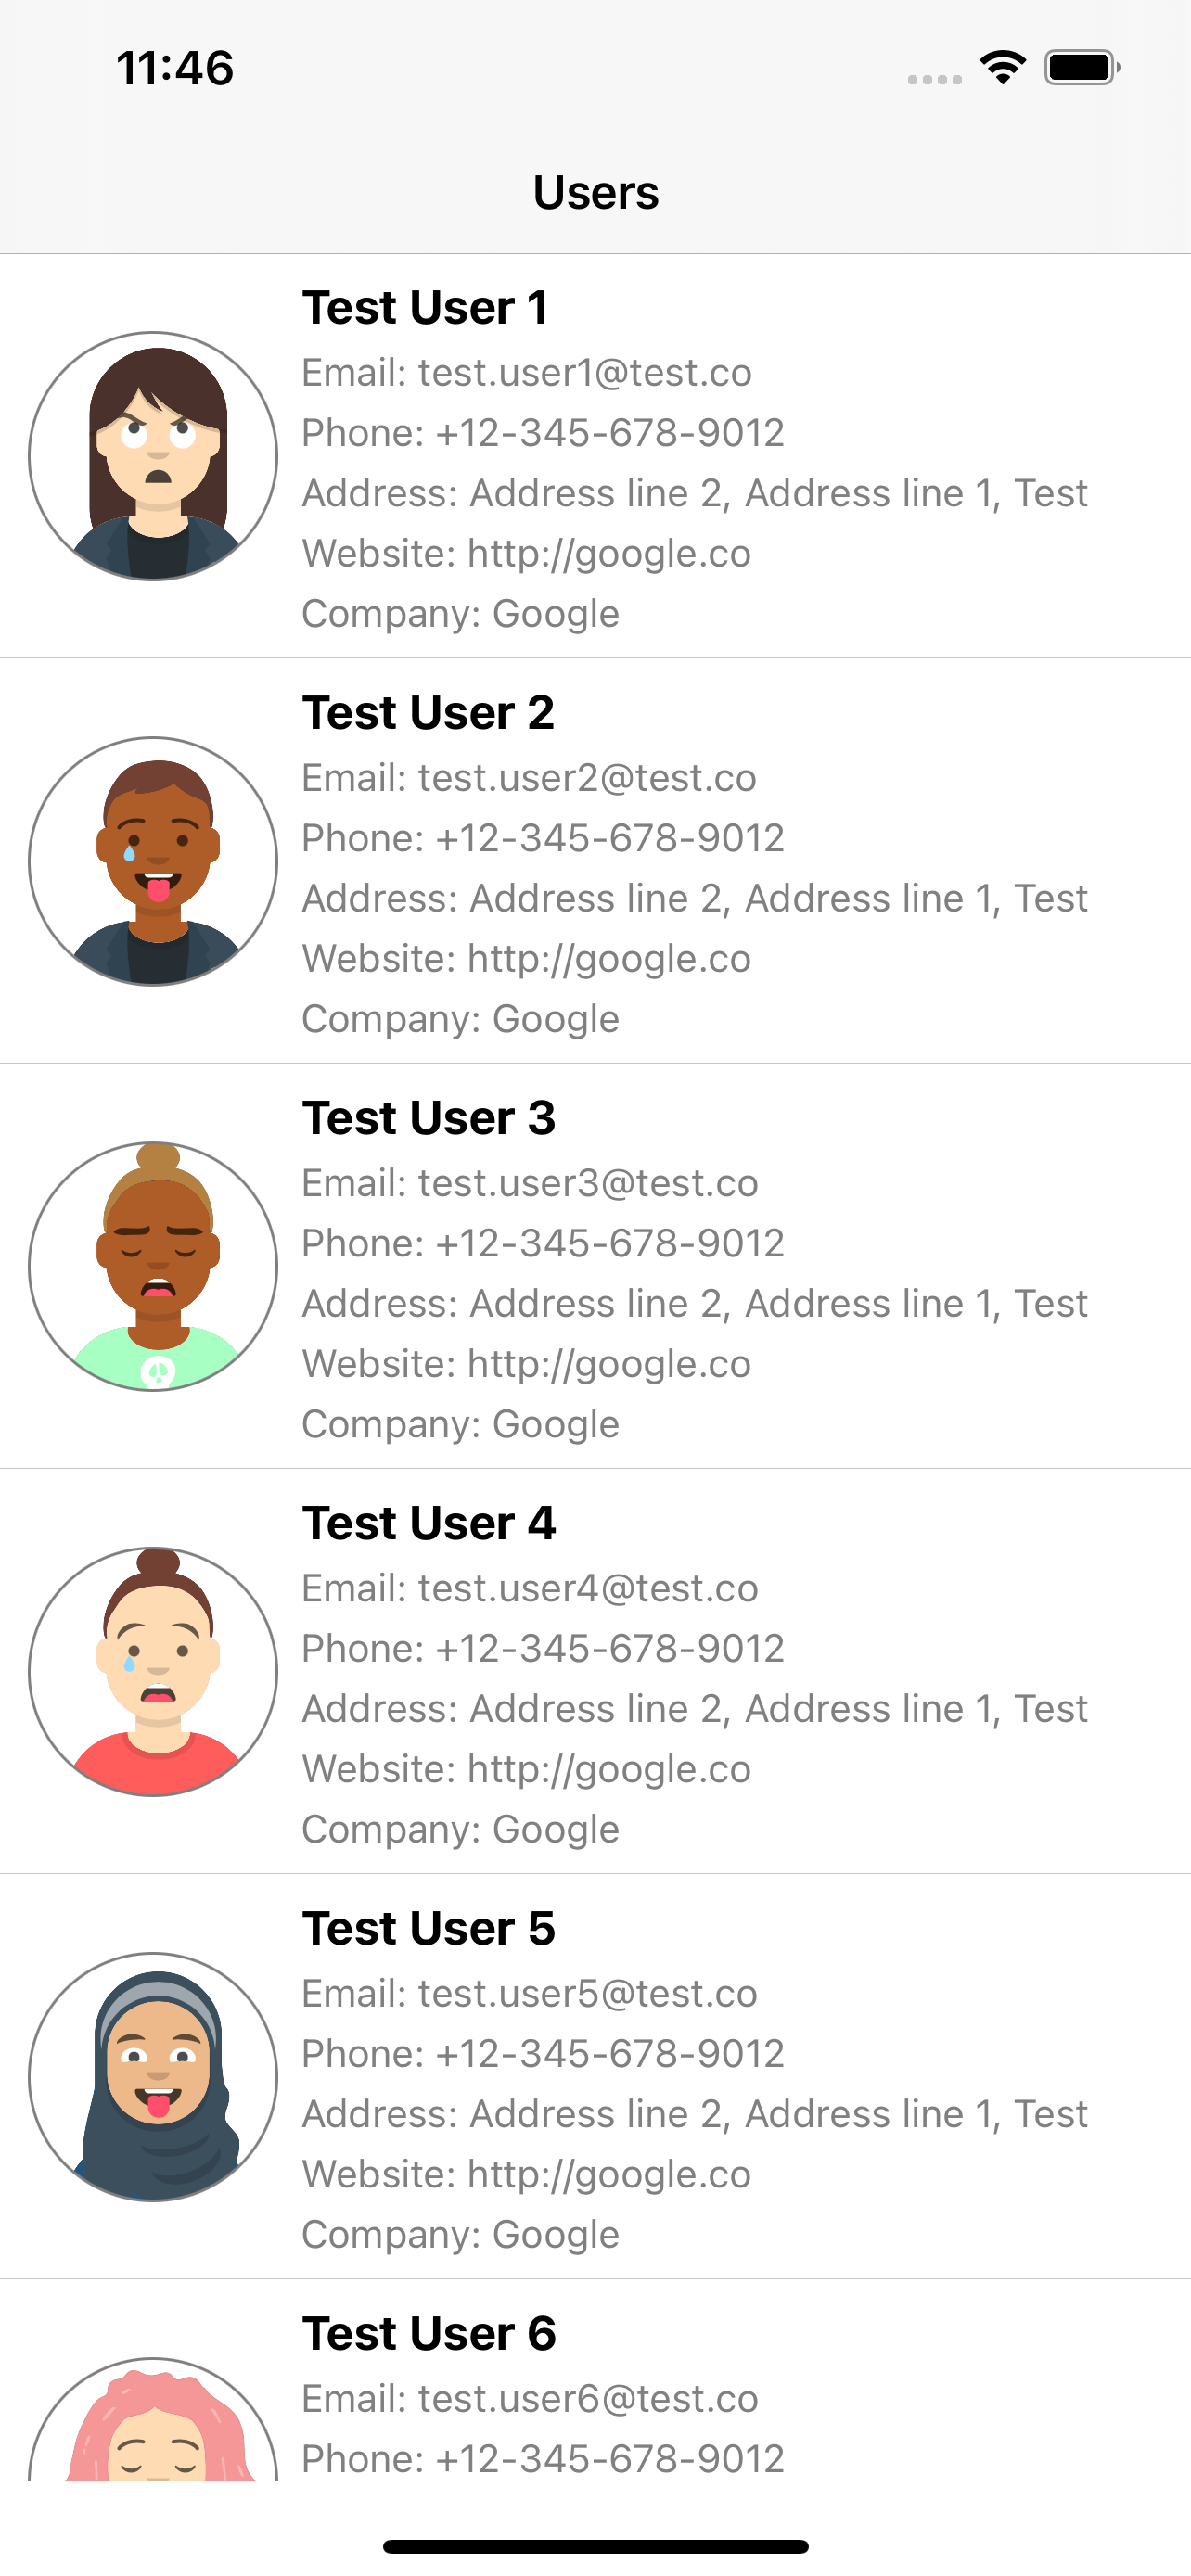 11:46
Users
Test User 1
Email: test.user1@test.co
Phone: +12-345-678-9012
Address: Address line 2, Address line 1, Test
Website: http://google.co
Company: Google
Test User 2
Email: test.user2@test.co
Phone: +12-345-678-9012
Address: Address line 2, Address line 1, Test
Website: http://google.co
Company: Google
Test User 3
Email: test.user3@test.co
Phone: +12-345-678-9012
Address: Address line 2, Address line 1, Test
Website: http://google.co
Company: Google
Test User 4
Email: test.user4@test.co
Phone: +12-345-678-9012
Address: Address line 2, Address line 1, Test
Website: http://google.co
Company: Google
Test User 5
Email: test.user5@test.co
Phone: +12-345-678-9012
Address: Address line 2, Address line 1, Test
Website: http://google.co
Company: Google
Test User 6
Email: test.user6@test.co
Phone: +12-345-678-9012